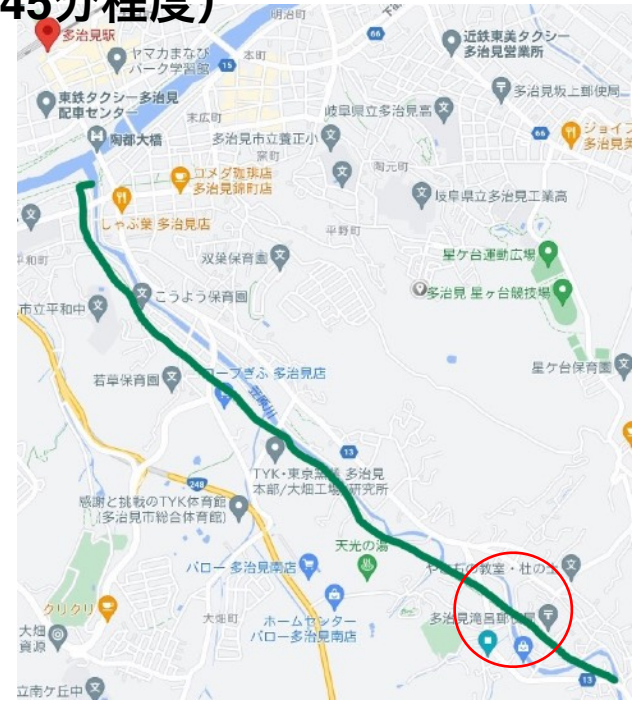 45分程度）
明治町
多治見駅
66
近鉄東美タクシー
多治見営業所
ヤマカまなび
パーク学習館
15
本町
多治見坂上郵便局
東鉄タクシー多治見
配車センター
末広町
岐阜県立多治見高
66
ジョイフ
多治見美
陶都大橋
多治見市立養正小
窯町
陶元町
コメダ珈琲店
多治見錦町店
岐阜県立多治見工業高
しゃぶ葉 多治見店
平野町
双葉保育園
星ケ台運動広場
平和町
こうよう保育園
多治見 星ヶ台競技場
市立平和中
星ケ台保育園
若草保育園
コープぎふ 多治見店
笠原川
13
TYK・東京窯業 多治見
本部/大畑工場/研究所
248
感謝と挑戦のTYK体育館
(多治見市総合体育館)
天光の湯
バロー 多治見南店
多治見滝呂郵便局
クリクリ
大畑町
ホームセンター
バロー多治見南店
大畑
資源
13
立南ケ丘中